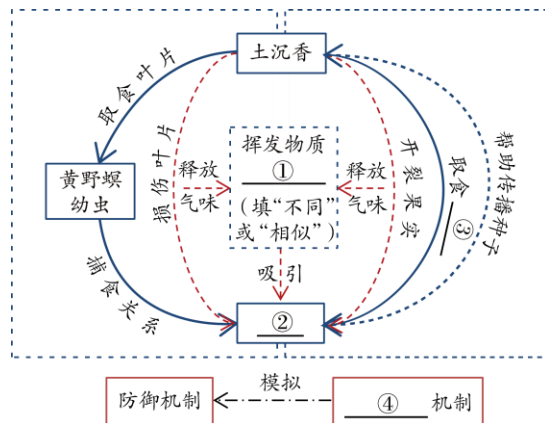 土沉香
取食叶片
损伤叶片
黄野螟
幼虫
捕食关系
释放
气味
挥发物质
①
(填“不同”
或“相似”)
释放
气味
开裂果实
取食 ③
帮助传播种子
吸引
②
防御机制
模拟
④ 机制